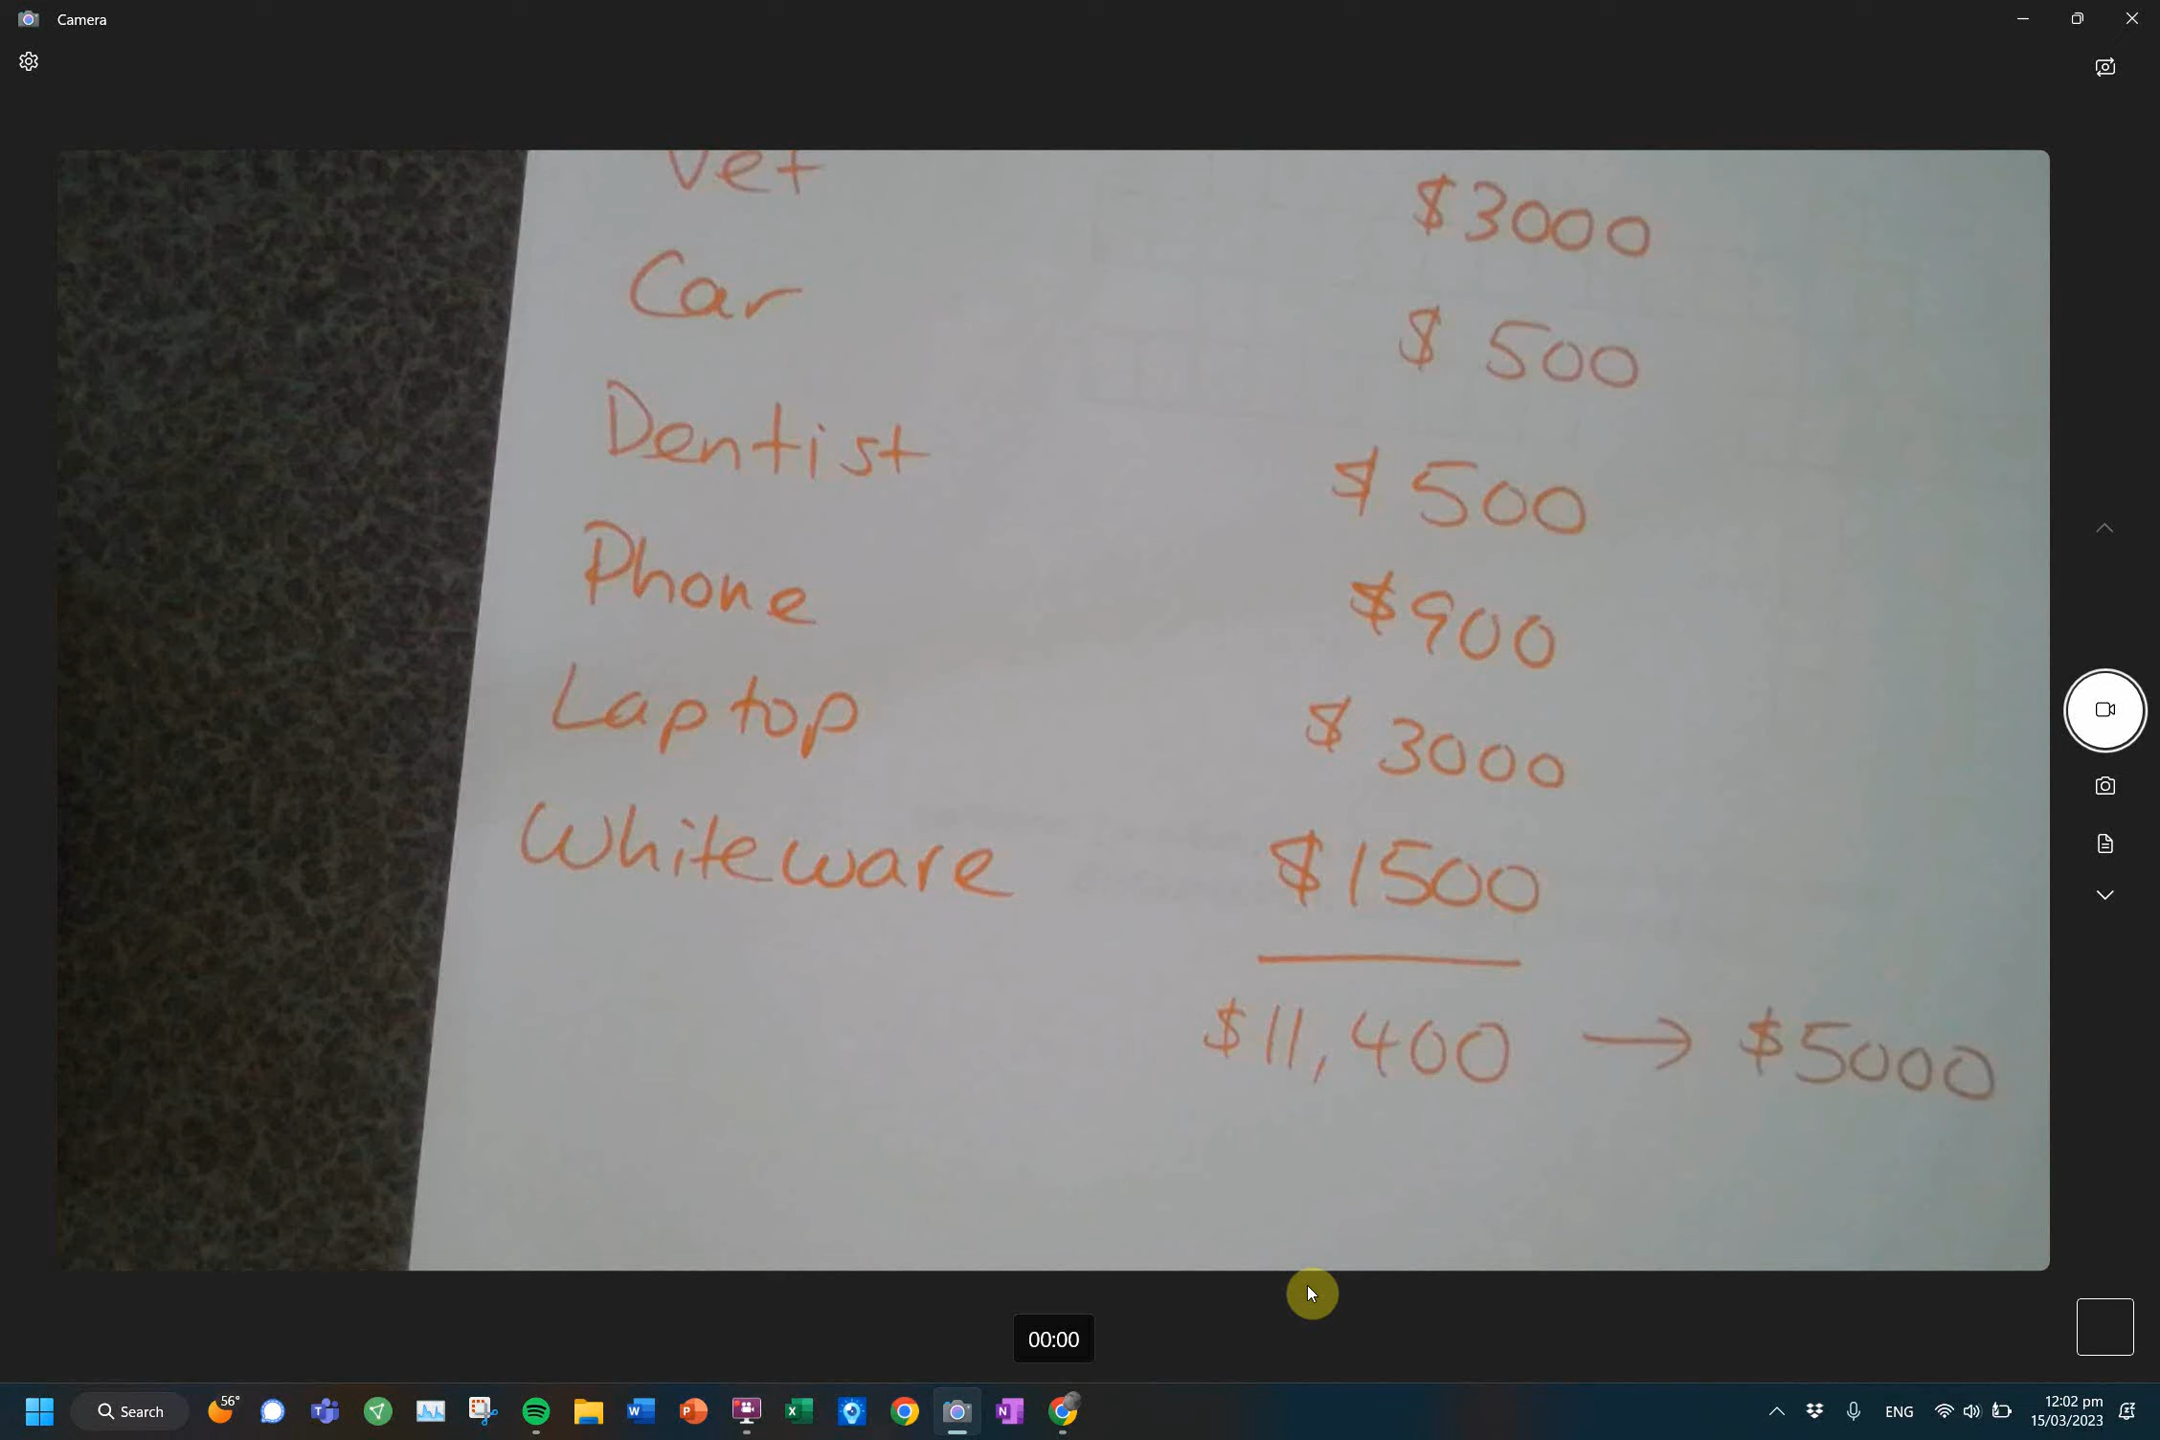 Camera
Vet $3000
Car $ 500
Dentist $ 500
Phone $900
Laptop $ 3000
Whiteware $1500
$11,400 → $5000
00:00
Search
56°
ENG
12:02 pm
15/03/2023